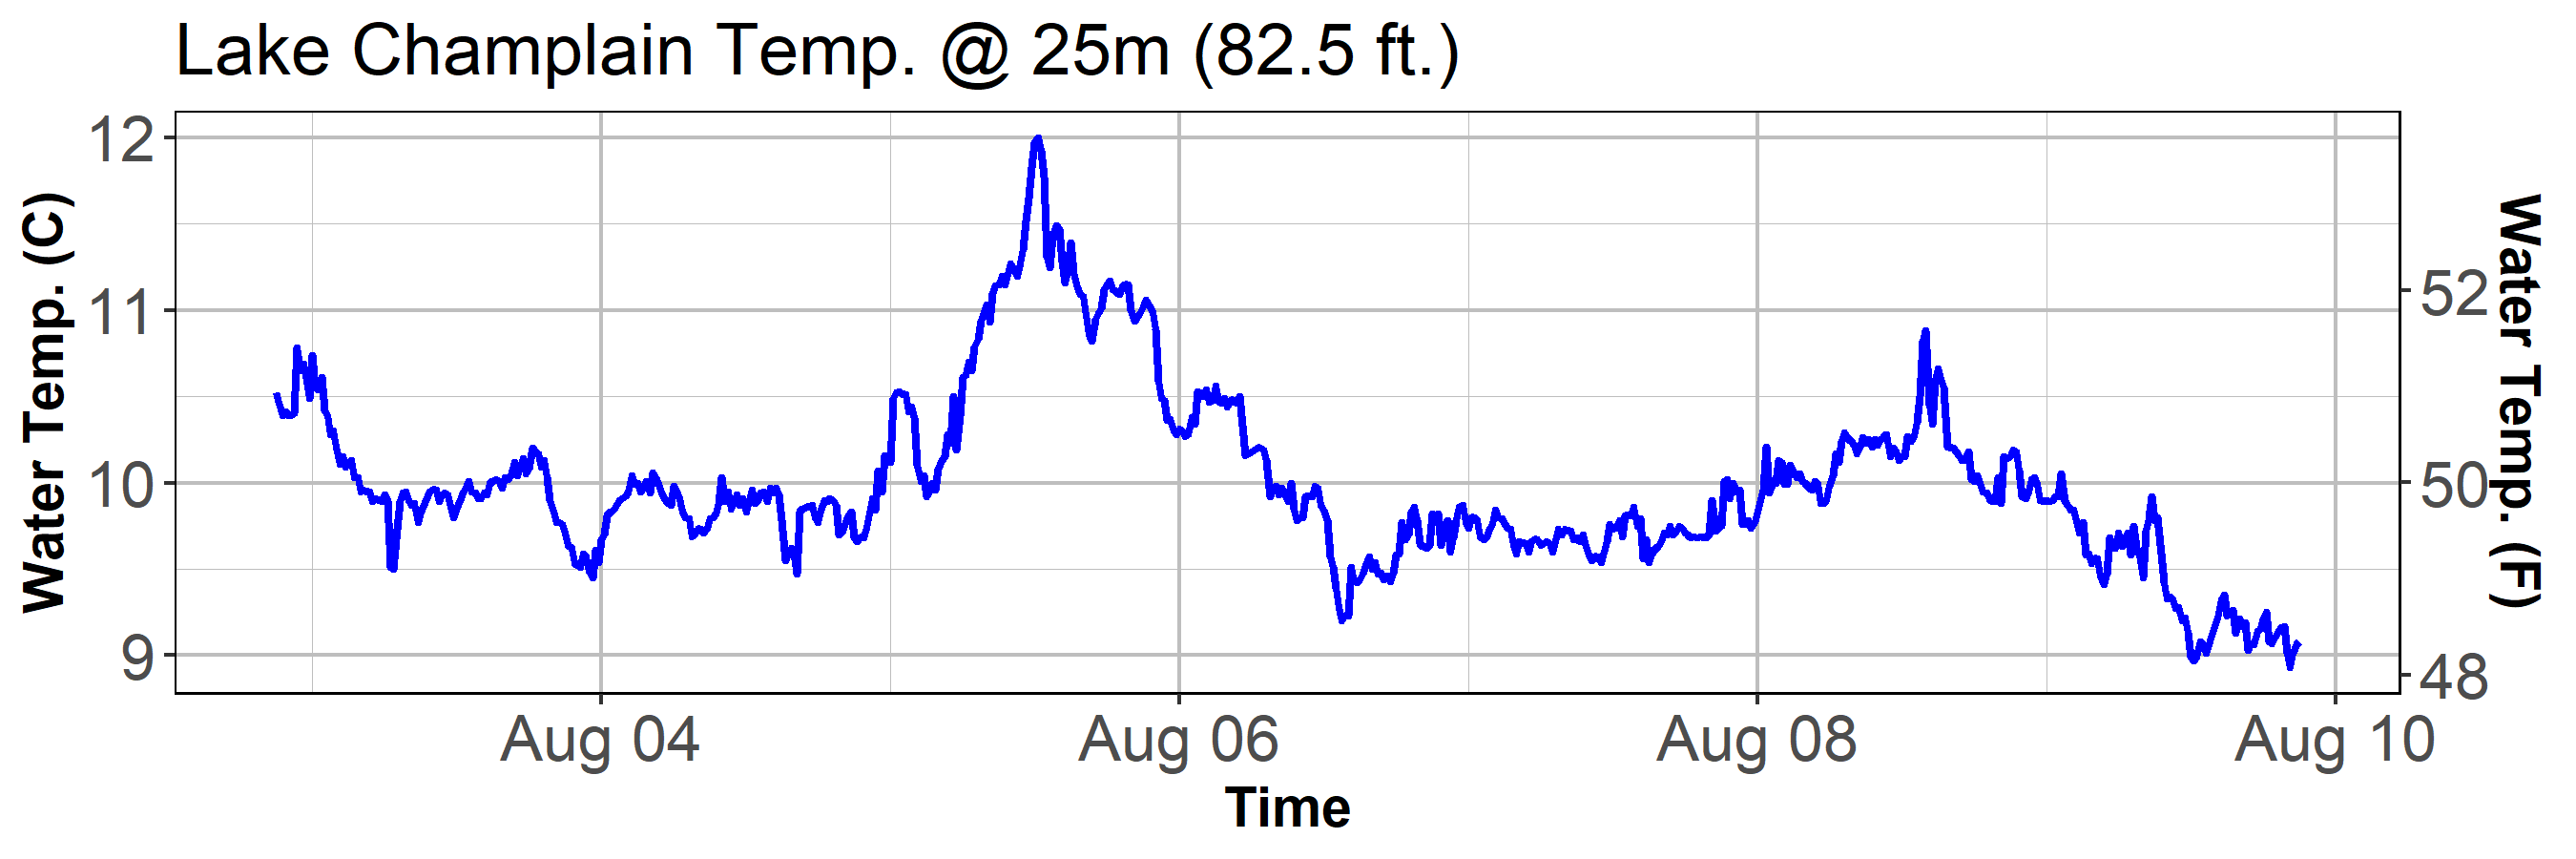 Lake Champlain Temp. @ 25m (82.5 ft.)
Water Temp. (C)
12
11
10
9
Water Temp. (F)
52
50
48
Aug 04
Aug 06
Aug 08
Aug 10
Time